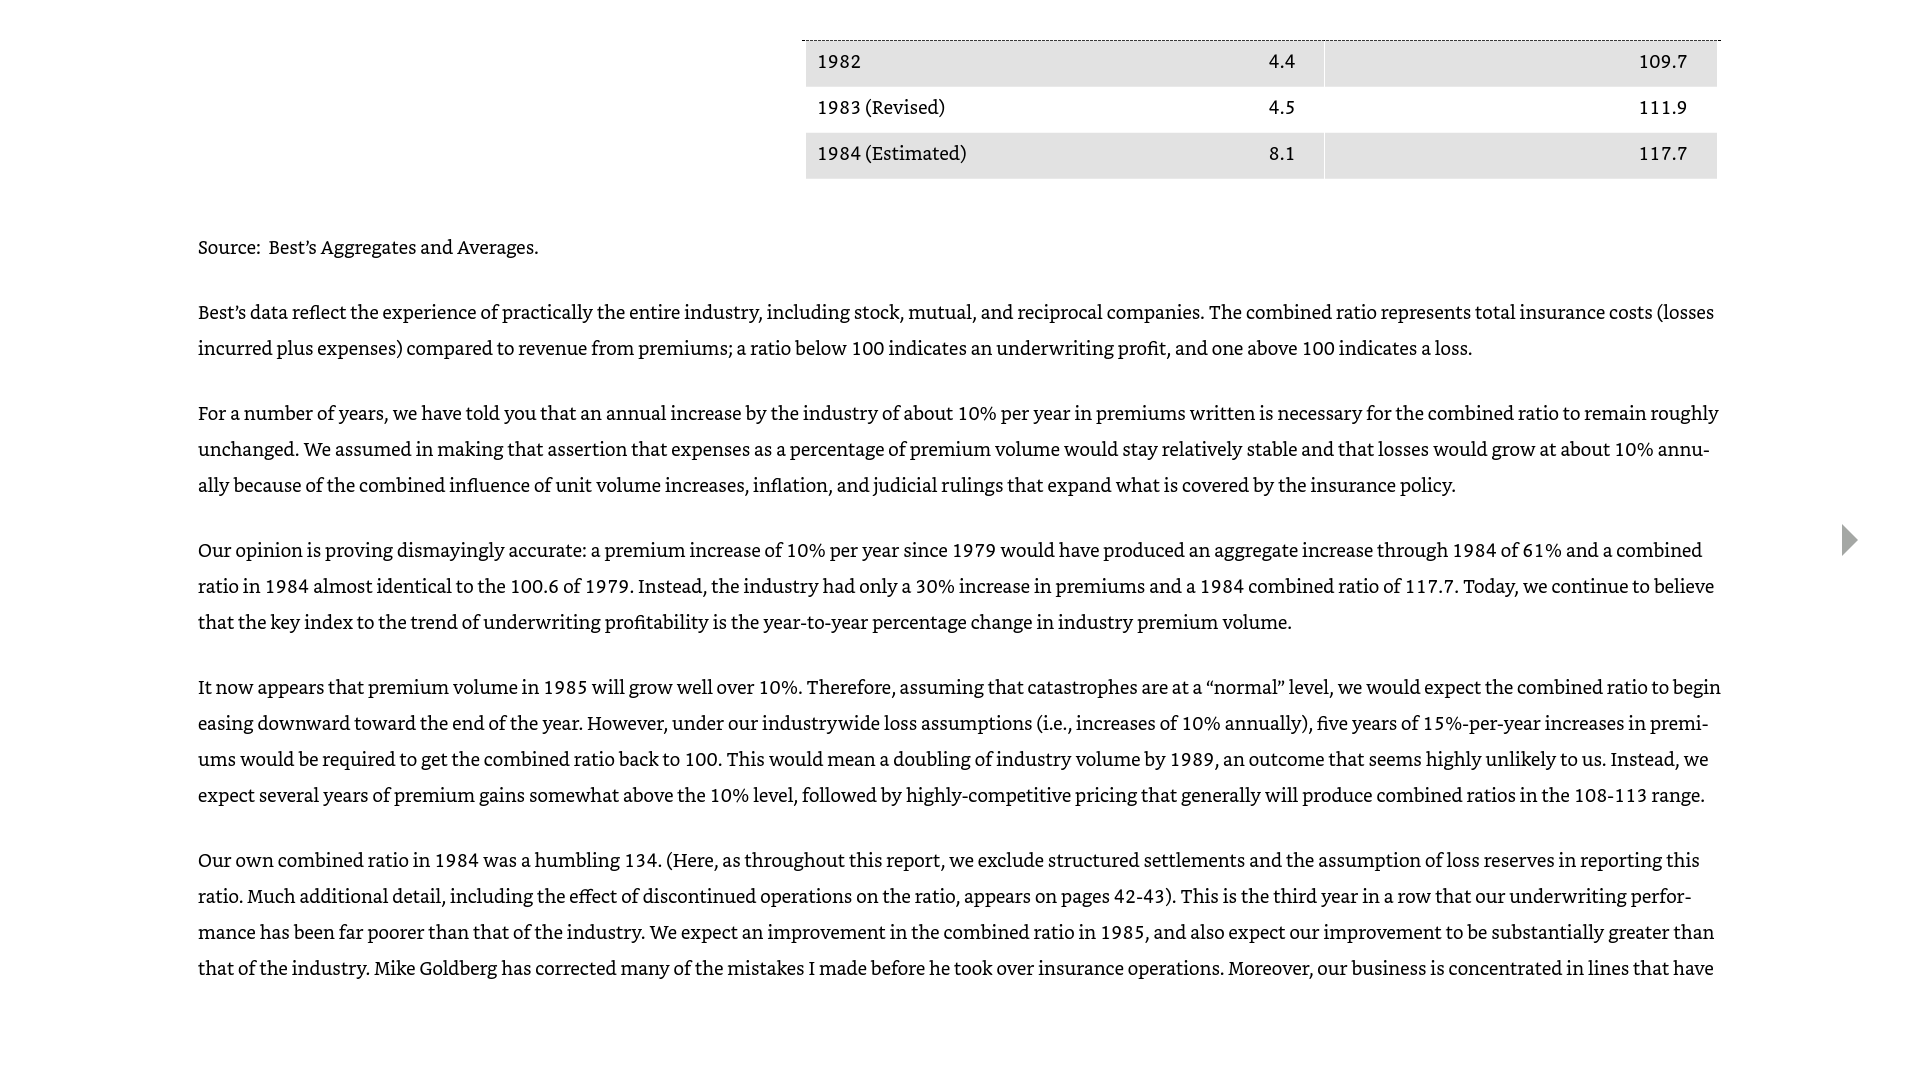 1982 4.4 109.7
1983 (Revised) 4.5 111.9
1984 (Estimated) 8.1 117.7
Source:  Best’s Aggregates and Averages.
Best’s data reflect the experience of practically the entire industry, including stock, mutual, and reciprocal companies. The combined ratio represents total insurance costs (losses
incurred plus expenses) compared to revenue from premiums; a ratio below 100 indicates an underwriting profit, and one above 100 indicates a loss.
For a number of years, we have told you that an annual increase by the industry of about 10% per year in premiums written is necessary for the combined ratio to remain roughly
unchanged. We assumed in making that assertion that expenses as a percentage of premium volume would stay relatively stable and that losses would grow at about 10% annu-
ally because of the combined influence of unit volume increases, inflation, and judicial rulings that expand what is covered by the insurance policy.
Our opinion is proving dismayingly accurate: a premium increase of 10% per year since 1979 would have produced an aggregate increase through 1984 of 61% and a combined
ratio in 1984 almost identical to the 100.6 of 1979. Instead, the industry had only a 30% increase in premiums and a 1984 combined ratio of 117.7. Today, we continue to believe
that the key index to the trend of underwriting profitability is the year-to-year percentage change in industry premium volume.
It now appears that premium volume in 1985 will grow well over 10%. Therefore, assuming that catastrophes are at a “normal” level, we would expect the combined ratio to begin
easing downward toward the end of the year. However, under our industrywide loss assumptions (i.e., increases of 10% annually), five years of 15%-per-year increases in premi-
ums would be required to get the combined ratio back to 100. This would mean a doubling of industry volume by 1989, an outcome that seems highly unlikely to us. Instead, we
expect several years of premium gains somewhat above the 10% level, followed by highly-competitive pricing that generally will produce combined ratios in the 108-113 range.
Our own combined ratio in 1984 was a humbling 134. (Here, as throughout this report, we exclude structured settlements and the assumption of loss reserves in reporting this
ratio. Much additional detail, including the effect of discontinued operations on the ratio, appears on pages 42-43). This is the third year in a row that our underwriting perfor-
mance has been far poorer than that of the industry. We expect an improvement in the combined ratio in 1985, and also expect our improvement to be substantially greater than
that of the industry. Mike Goldberg has corrected many of the mistakes I made before he took over insurance operations. Moreover, our business is concentrated in lines that have